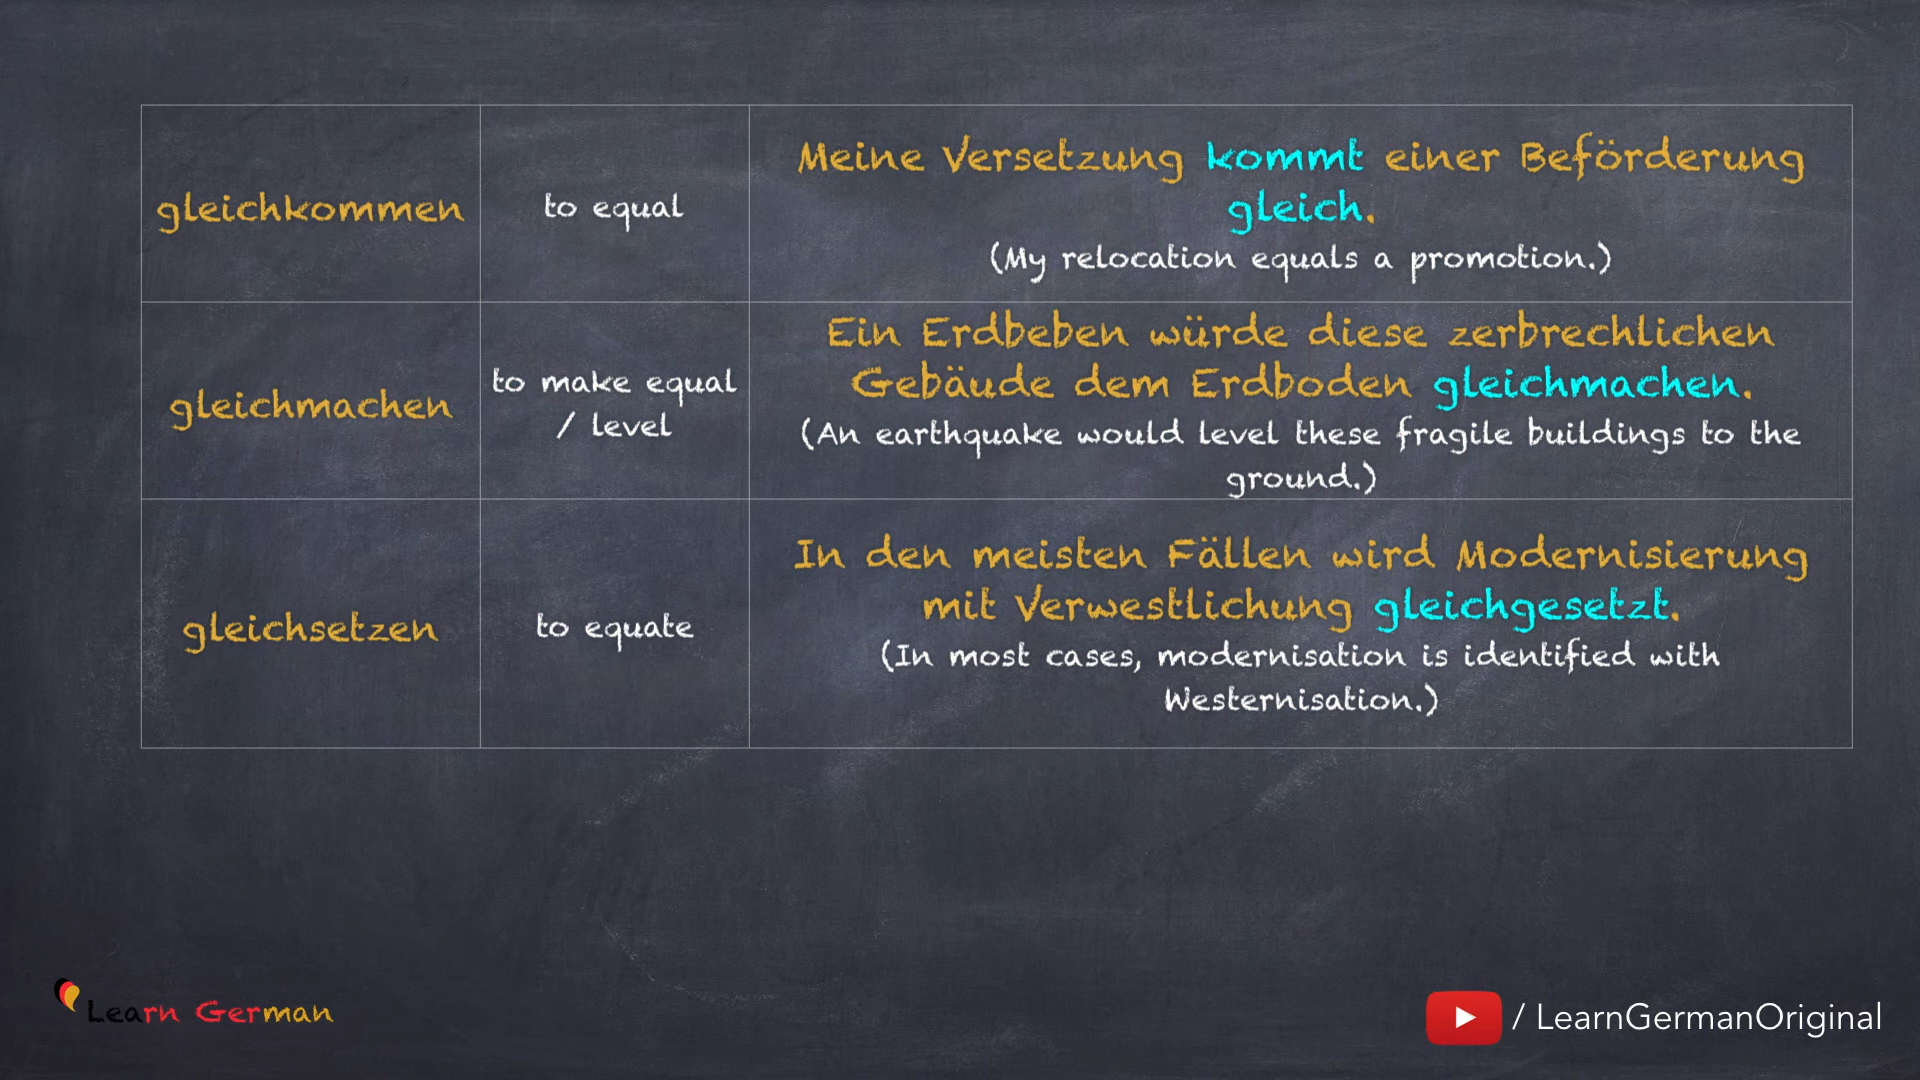 gleichkommen
to equal
Meine Versetzung kommt einer Beförderung
gleich.
(My relocation equals a promotion.)
gleichmachen
to make equal
/ level
Ein Erdbeben würde diese zerbrechlichen
Gebäude dem Erdboden gleichmachen.
(An earthquake would level these fragile buildings to the
ground.)
gleichsetzen
to equate
In den meisten Fällen wird Modernisierung
mit Verwestlichung gleichgesetzt.
(In most cases, modernisation is identified with
Westernisation.)
Learn German
/ LearnGermanOriginal